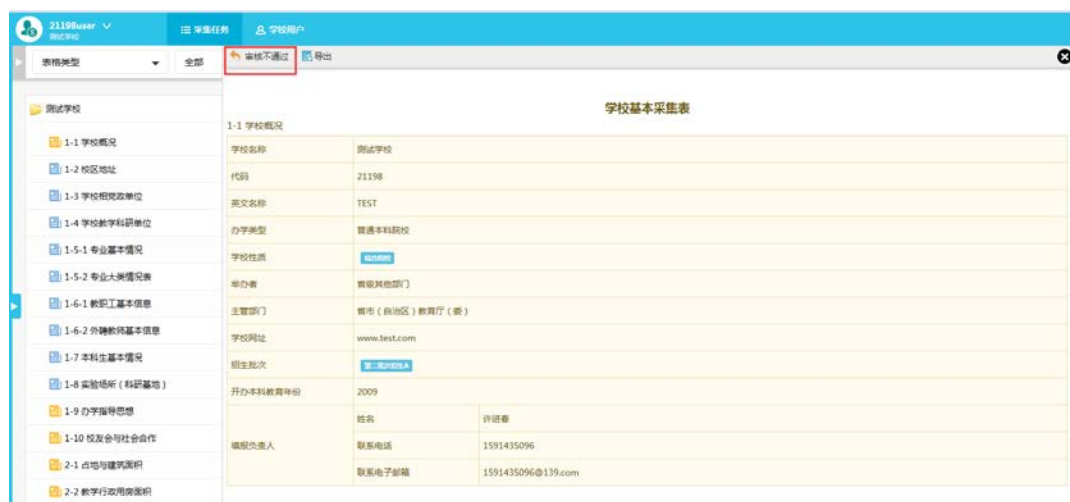 21198user
测试学校
采集任务
学校用户
表格类型
全部
审核不通过
导出
测试学校
1-1 学校概况
1-2 校区地址
1-3 学校相关党政单位
1-4 学校教学科研单位
1-5-1 专业基本情况
1-5-2 专业大类情况表
1-6-1 教职工基本信息
1-6-2 外聘教师基本信息
1-7 本科生基本情况
1-8 实验场所（科研基地）
1-9 办学指导思想
1-10 校友会与社会合作
2-1 占地与建筑面积
2-2 教学行政用房面积
学校基本采集表
1-1 学校概况
学校名称 测试学校
代码 21198
英文名称 TEST
办学类型 普通本科院校
学校性质 综合院校
举办者 省级其他部门
主管部门 省市（自治区）教育厅（委）
学校网址 www.test.com
招生批次
开办本科教育年份 2009
填报负责人
姓名 许进春
联系电话 1591435096
联系电子邮箱 1591435096@139.com